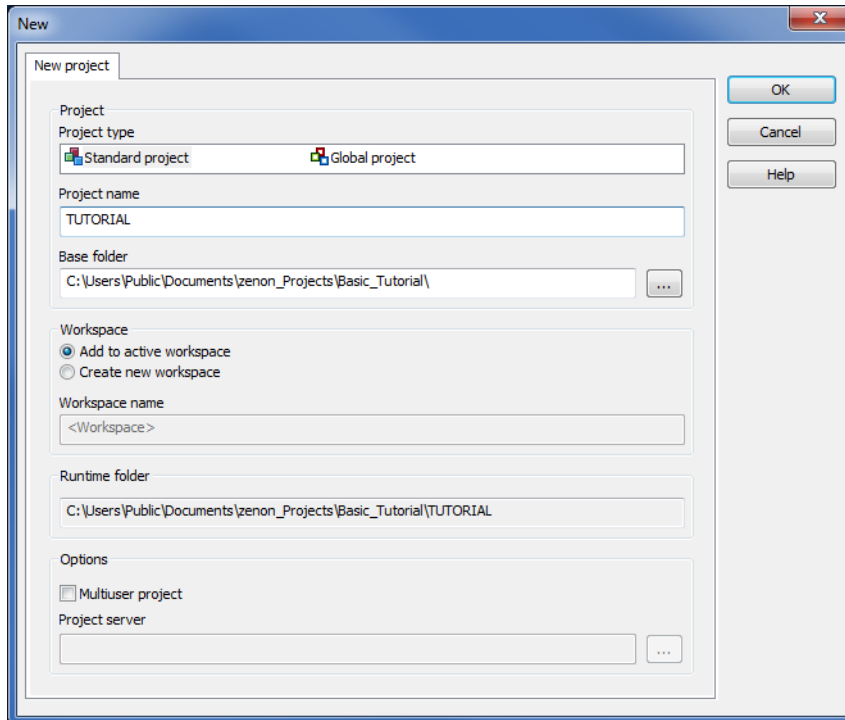 New
New project
OK
Cancel
Help
Project
Project type
Standard project Global project
Project name
TUTORIAL
Base folder
C:\Users\Public\Documents\zenon_Projects\Basic_Tutorial\
...
Workspace
Add to active workspace
Create new workspace
Workspace name
<Workspace>
Runtime folder
C:\Users\Public\Documents\zenon_Projects\Basic_Tutorial\TUTORIAL
Options
Multiuser project
Project server
...